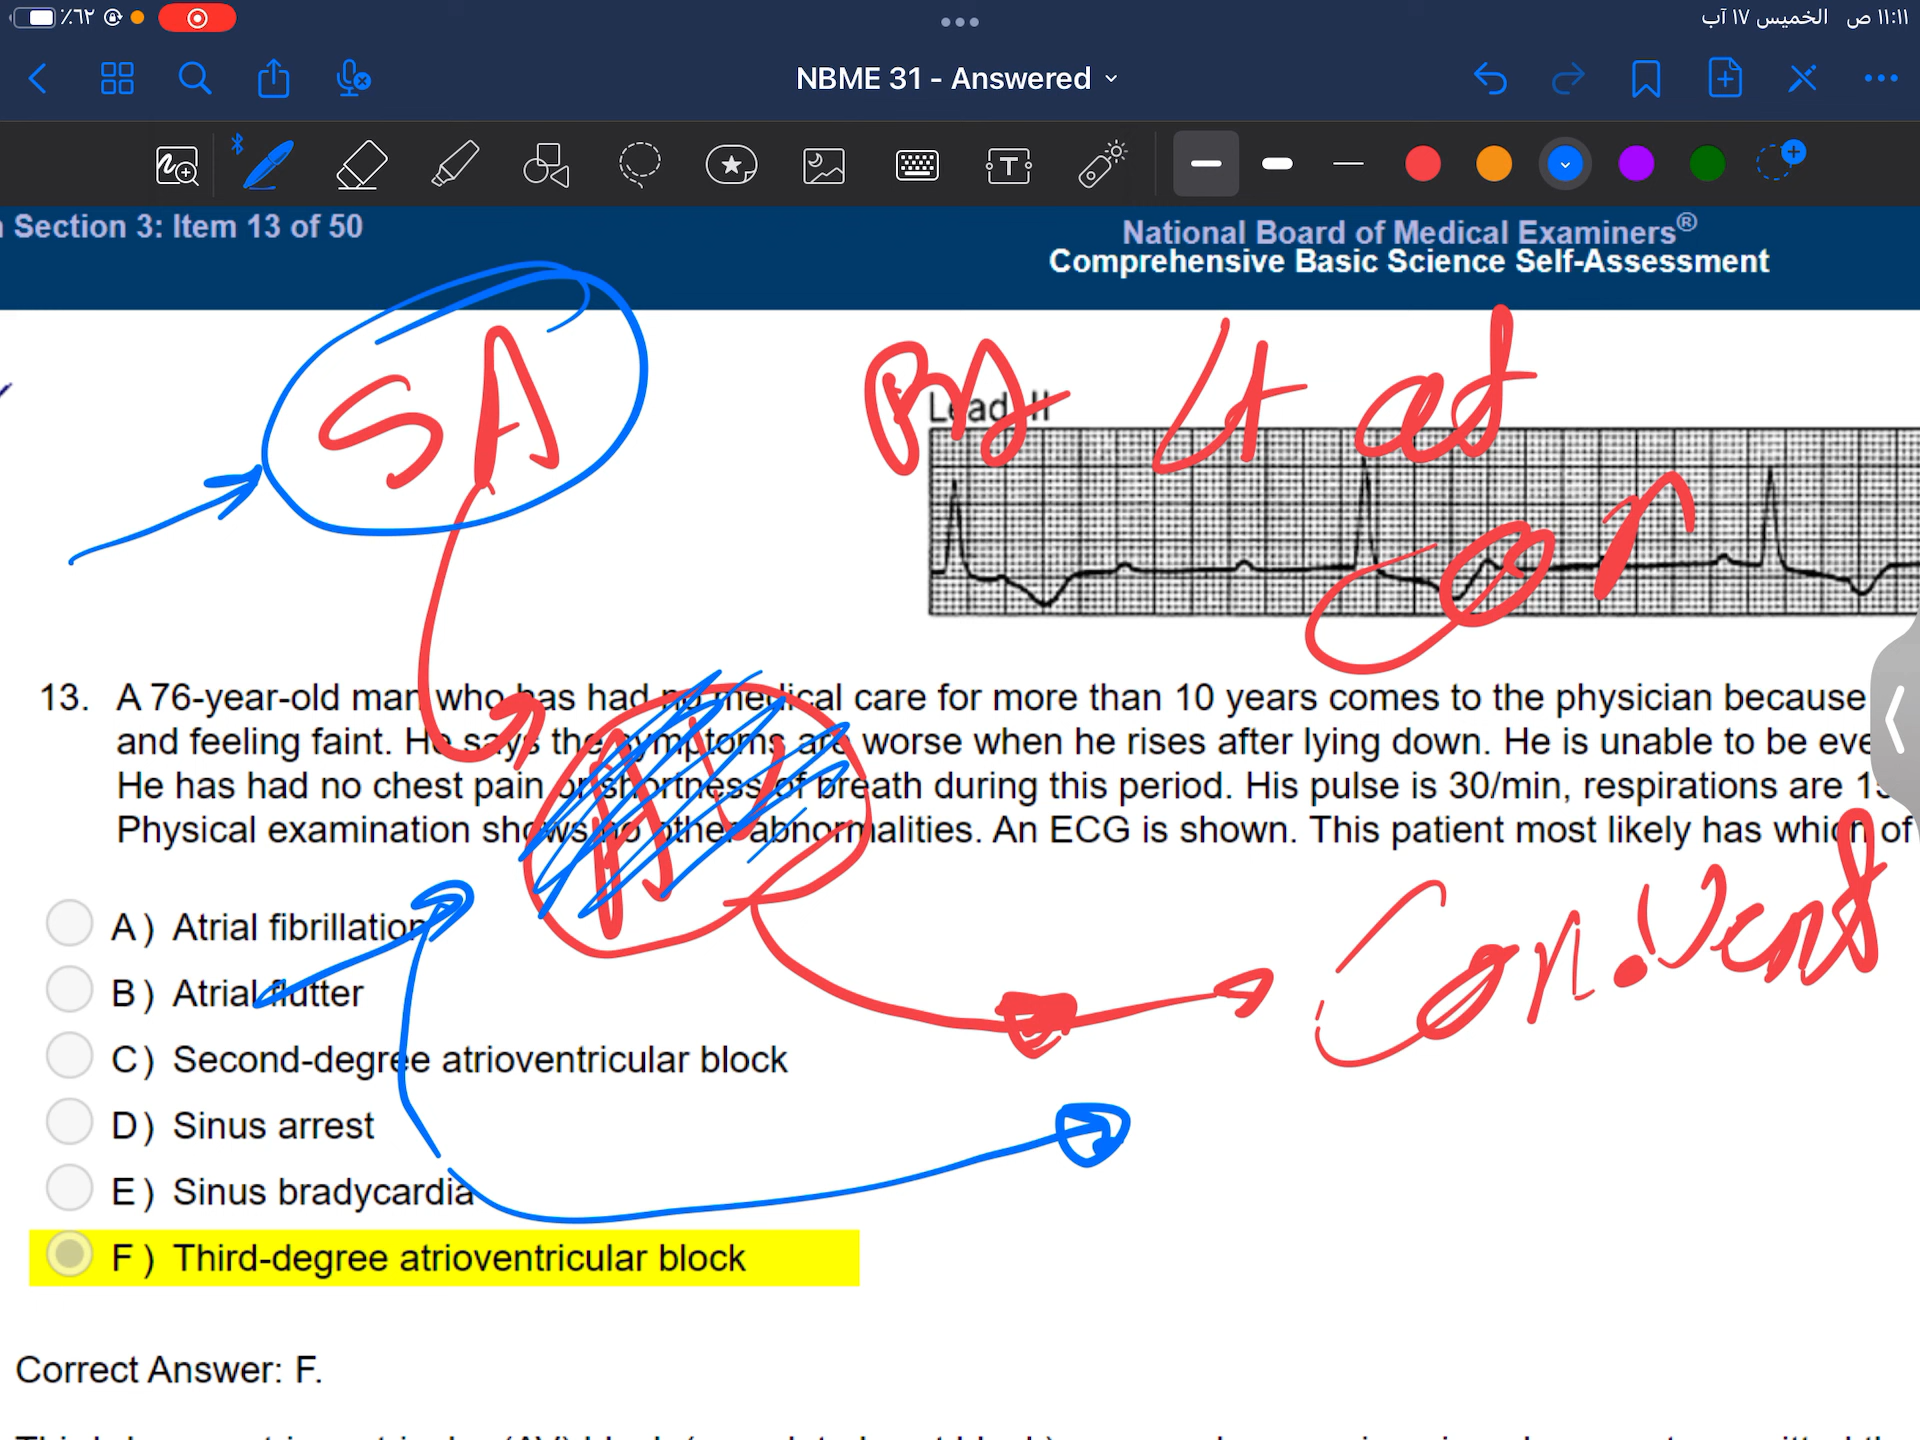 ٪٦٢
الخميس ١٧ آب ١١:١١ ص
NBME 31 - Answered
T
Section 3: Item 13 of 50
National Board of Medical Examiners®
Comprehensive Basic Science Self-Assessment
SA
Lead II
13. A 76-year-old man who has had no medical care for more than 10 years comes to the physician because
and feeling faint. He says the symptoms are worse when he rises after lying down. He is unable to be
He has had no chest pain or shortness of breath during this period. His pulse is 30/min, respirations are
Physical examination shows no other abnormalities. An ECG is shown. This patient most likely has which of
AV
A) Atrial fibrillation
B) Atrial flutter
Con. Vent
C) Second-degree atrioventricular block
D) Sinus arrest
E) Sinus bradycardia
F) Third-degree atrioventricular block
Correct Answer: F.